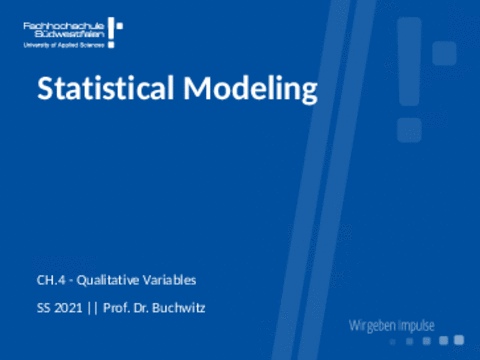 Fachhochschule
Südwestfalen
University of Applied Sciences
Statistical Modeling
CH.4 - Qualitative Variables
SS 2021 || Prof. Dr. Buchwitz
Wir geben Impulse